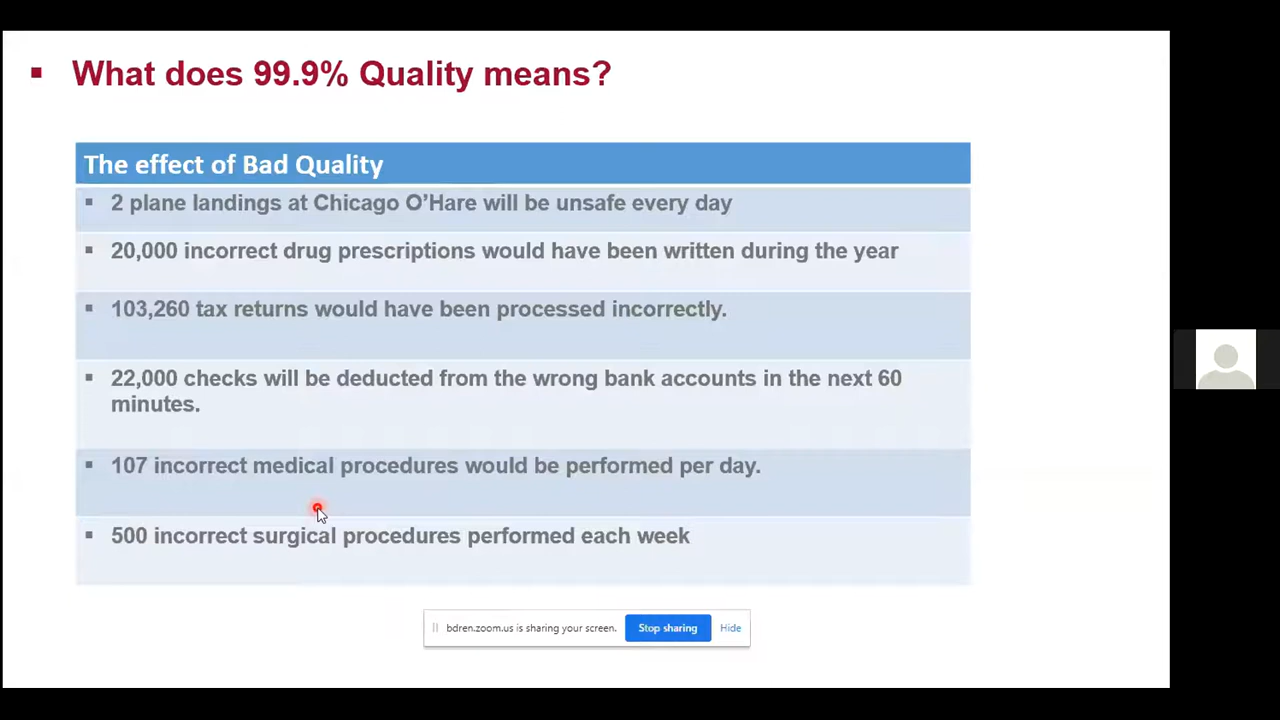 ▪ What does 99.9% Quality means?
The effect of Bad Quality
▪ 2 plane landings at Chicago O’Hare will be unsafe every day
▪ 20,000 incorrect drug prescriptions would have been written during the year
▪ 103,260 tax returns would have been processed incorrectly.
▪ 22,000 checks will be deducted from the wrong bank accounts in the next 60
minutes.
▪ 107 incorrect medical procedures would be performed per day.
▪ 500 incorrect surgical procedures performed each week
bdren.zoom.us is sharing your screen. Stop sharing Hide